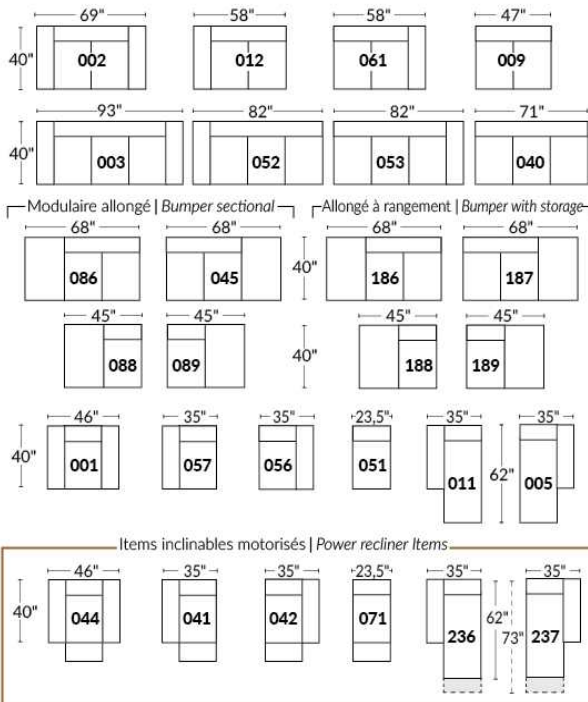 69" 58" 58" 47"
40" 002 012 061 009
93" 82" 82" 71"
40" 003 052 053 040
Modulaire allongé | Bumper sectional Allongé à rangement | Bumper with storage
68" 68" 68" 68"
086 045 40" 186 187
45" 45" 45" 45"
088 089 40" 188 189
46" 35" 35" 23,5" 35" 35"
40" 001 057 056 051 011 62" 005
Items inclinables motorisés | Power recliner Items
46" 35" 35" 23,5" 35" 35"
40" 044 041 042 071 236 62" 73" 237